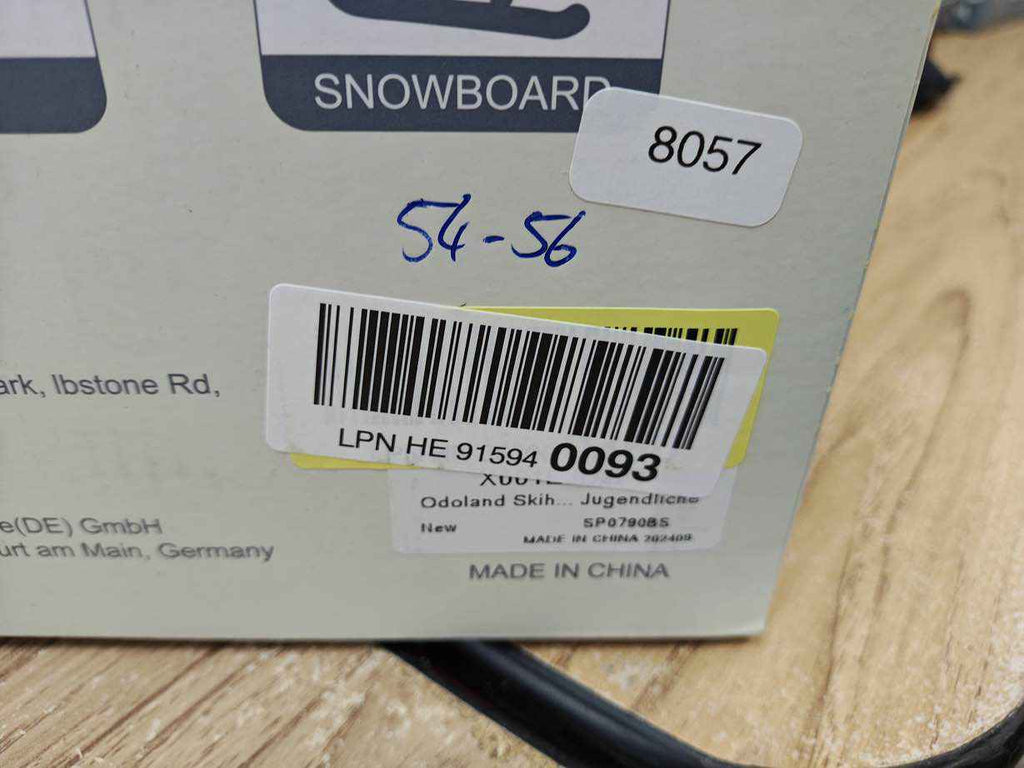 SNOWBOARD
8057
54-56
ark, Ibstone Rd,
LPN HE 91594 0093
Odoland Skih... Jugendliche
New SP0790BS
MADE IN CHINA 202409
e(DE) GmbH
urt am Main, Germany
MADE IN CHINA